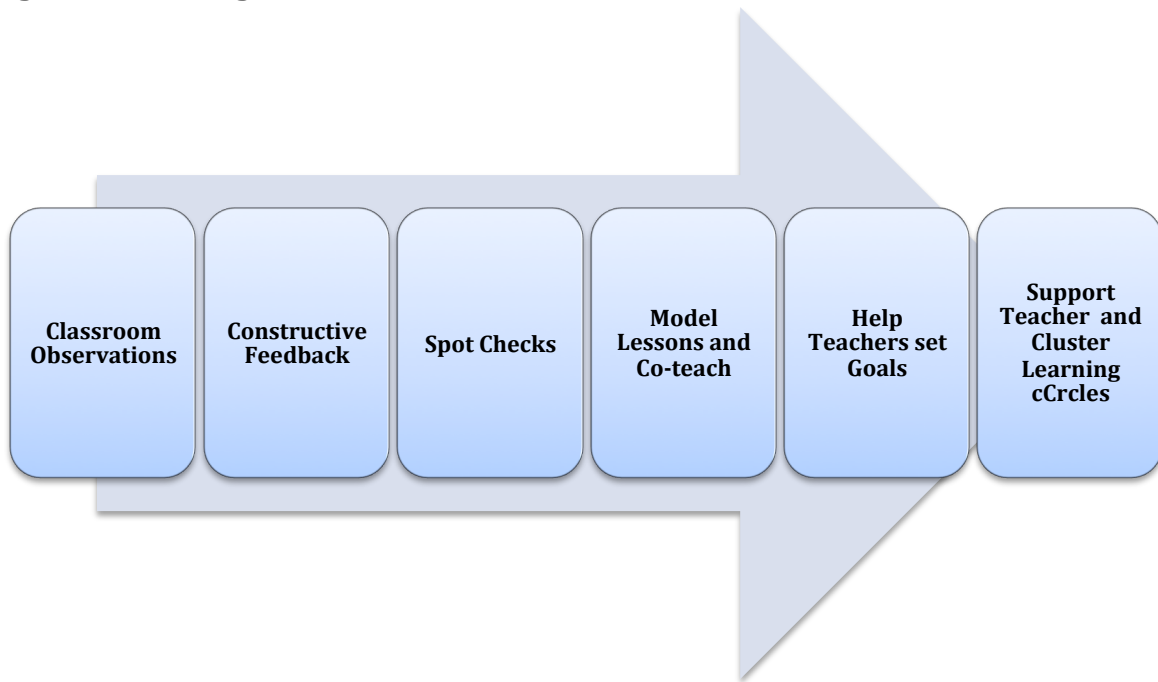 Classroom
Observations
Constructive
Feedback
Spot Checks
Model
Lessons and
Co-teach
Help
Teachers set
Goals
Support
Teacher and
Cluster
Learning
cCrcles